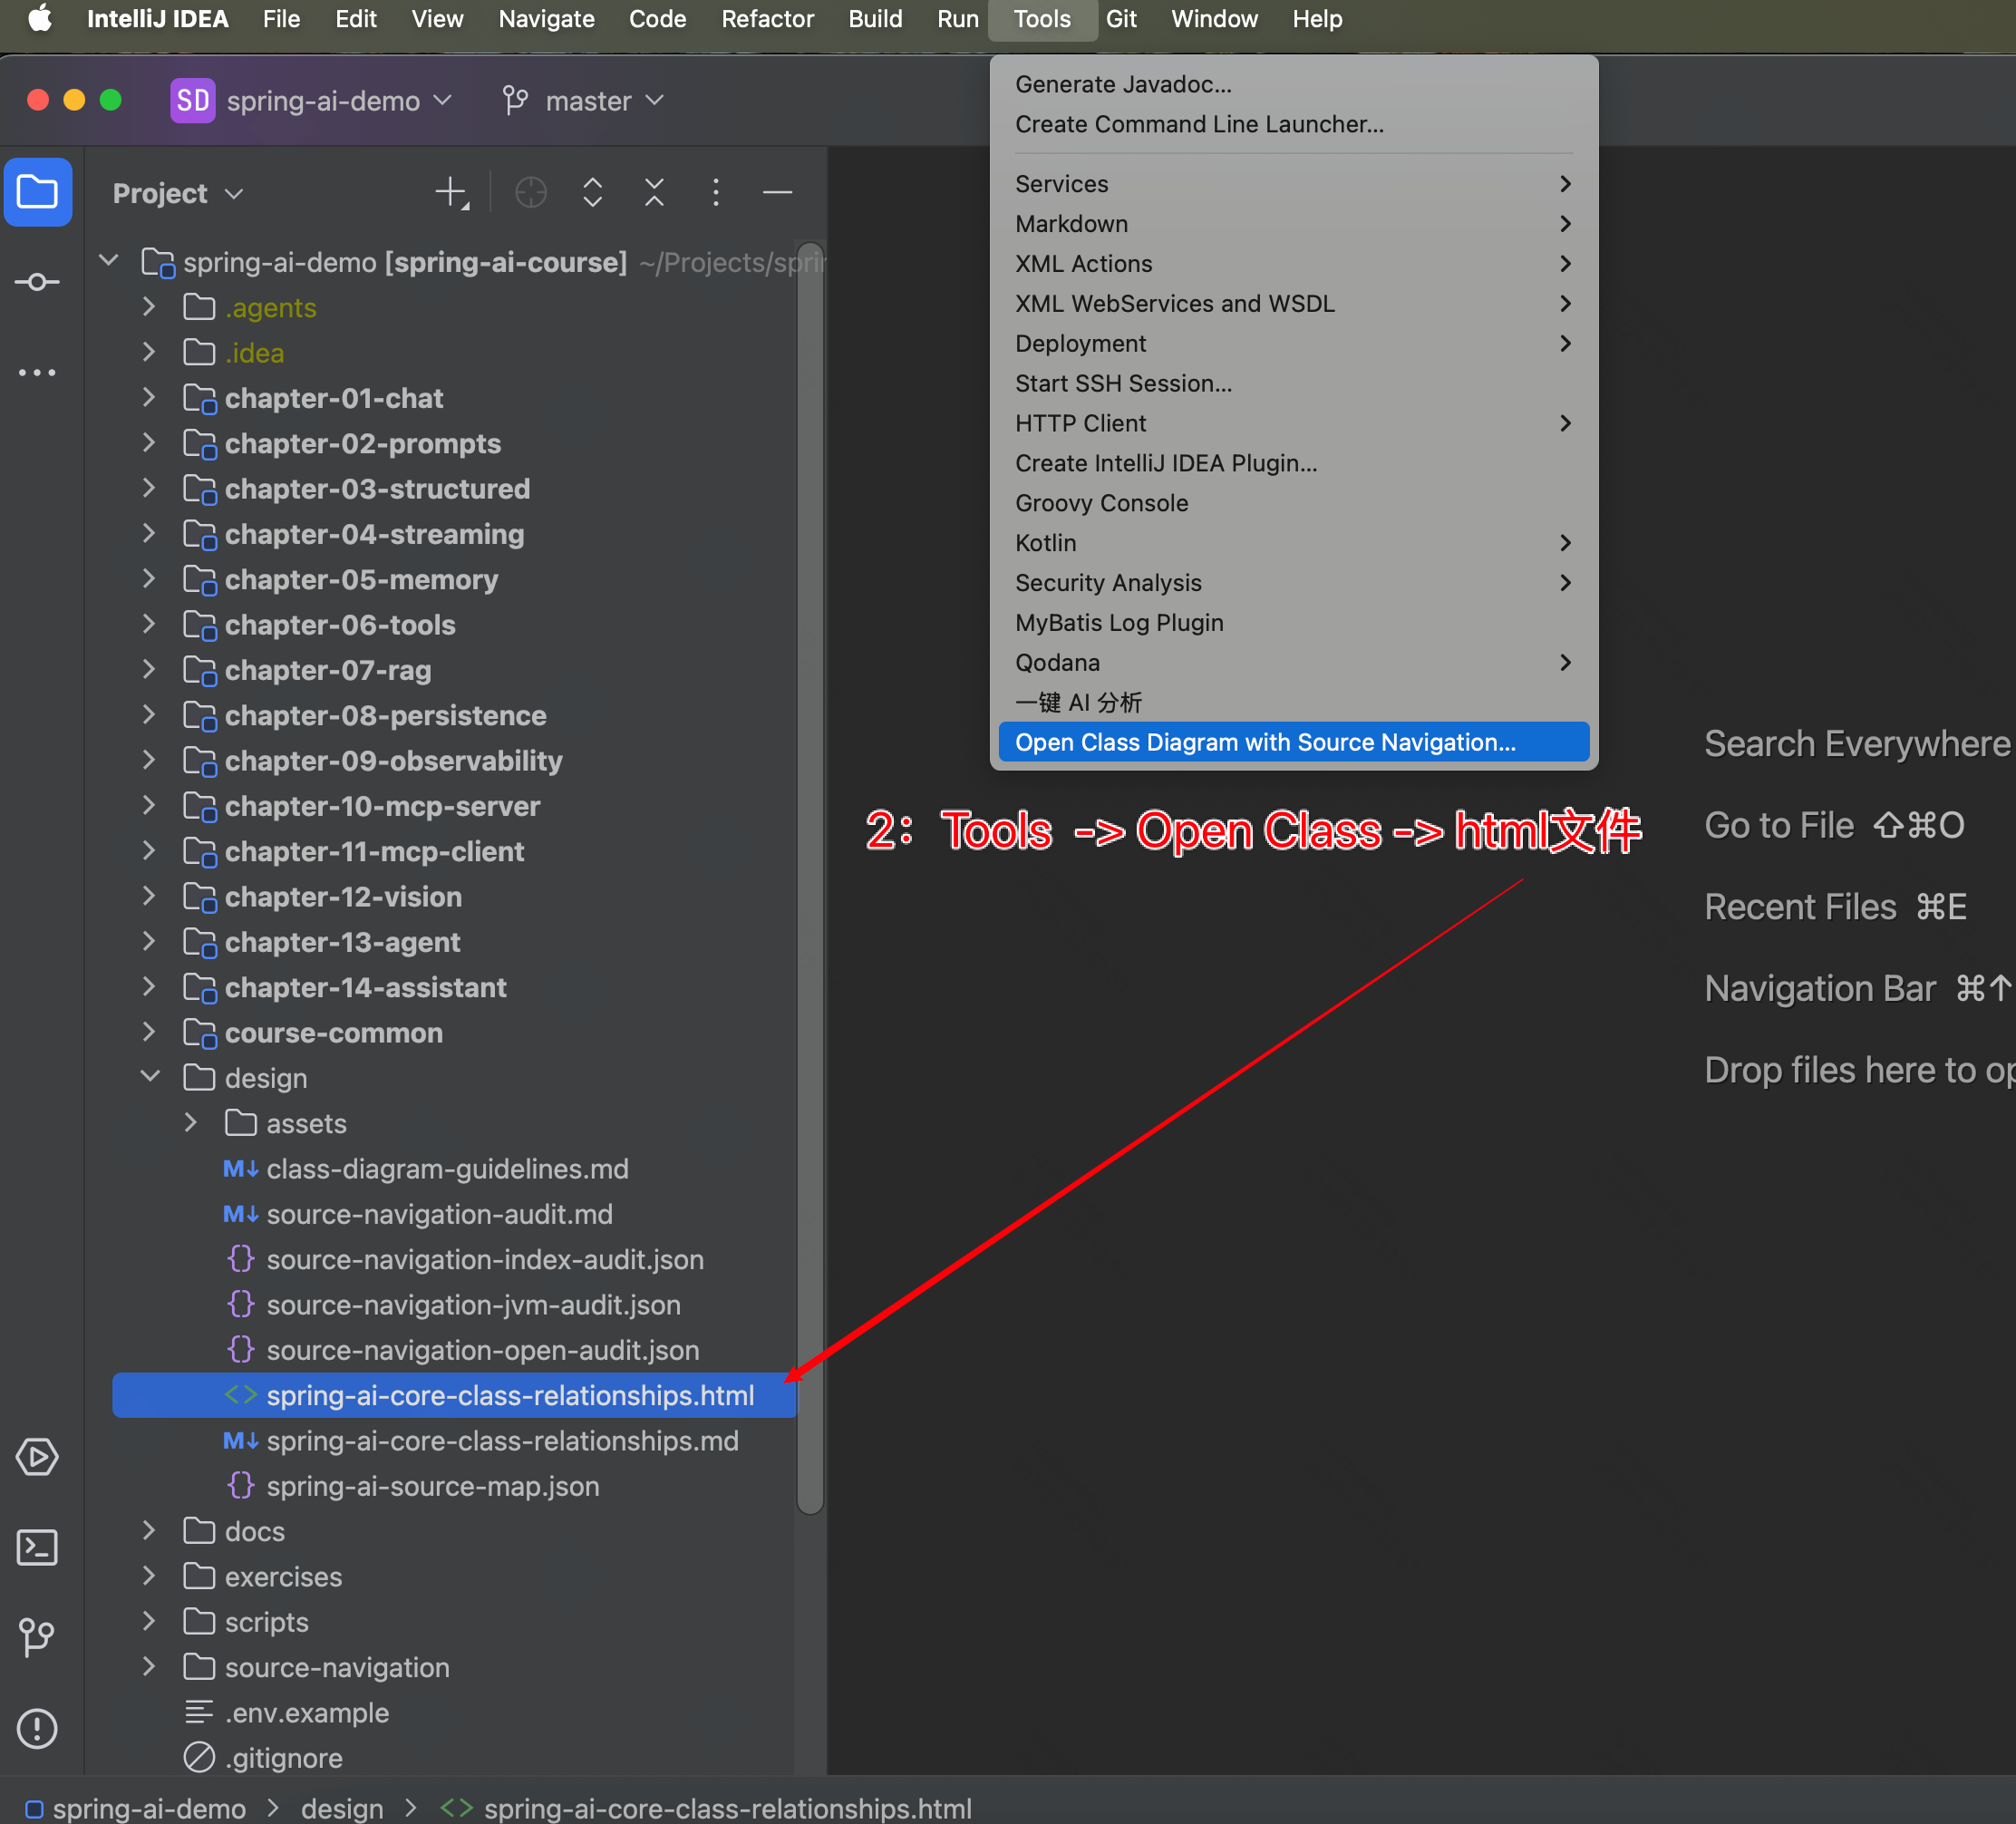 IntelliJ IDEA File Edit View Navigate Code Refactor Build Run Tools Git Window Help
SD spring-ai-demo master
Project
spring-ai-demo [spring-ai-course] ~/Projects/sprin
.agents
.idea
chapter-01-chat
chapter-02-prompts
chapter-03-structured
chapter-04-streaming
chapter-05-memory
chapter-06-tools
chapter-07-rag
chapter-08-persistence
chapter-09-observability
chapter-10-mcp-server
chapter-11-mcp-client
chapter-12-vision
chapter-13-agent
chapter-14-assistant
course-common
design
assets
class-diagram-guidelines.md
source-navigation-audit.md
source-navigation-index-audit.json
source-navigation-jvm-audit.json
source-navigation-open-audit.json
spring-ai-core-class-relationships.html
spring-ai-core-class-relationships.md
spring-ai-source-map.json
docs
exercises
scripts
source-navigation
.env.example
.gitignore
Generate Javadoc...
Create Command Line Launcher...
Services
Markdown
XML Actions
XML WebServices and WSDL
Deployment
Start SSH Session...
HTTP Client
Create IntelliJ IDEA Plugin...
Groovy Console
Kotlin
Security Analysis
MyBatis Log Plugin
Qodana
一键 AI 分析
Open Class Diagram with Source Navigation...
2：Tools -> Open Class -> html文件
Search Everywhere
Go to File ⇧⌘O
Recent Files ⌘E
Navigation Bar ⌘↑
Drop files here to op
spring-ai-demo > design > spring-ai-core-class-relationships.html